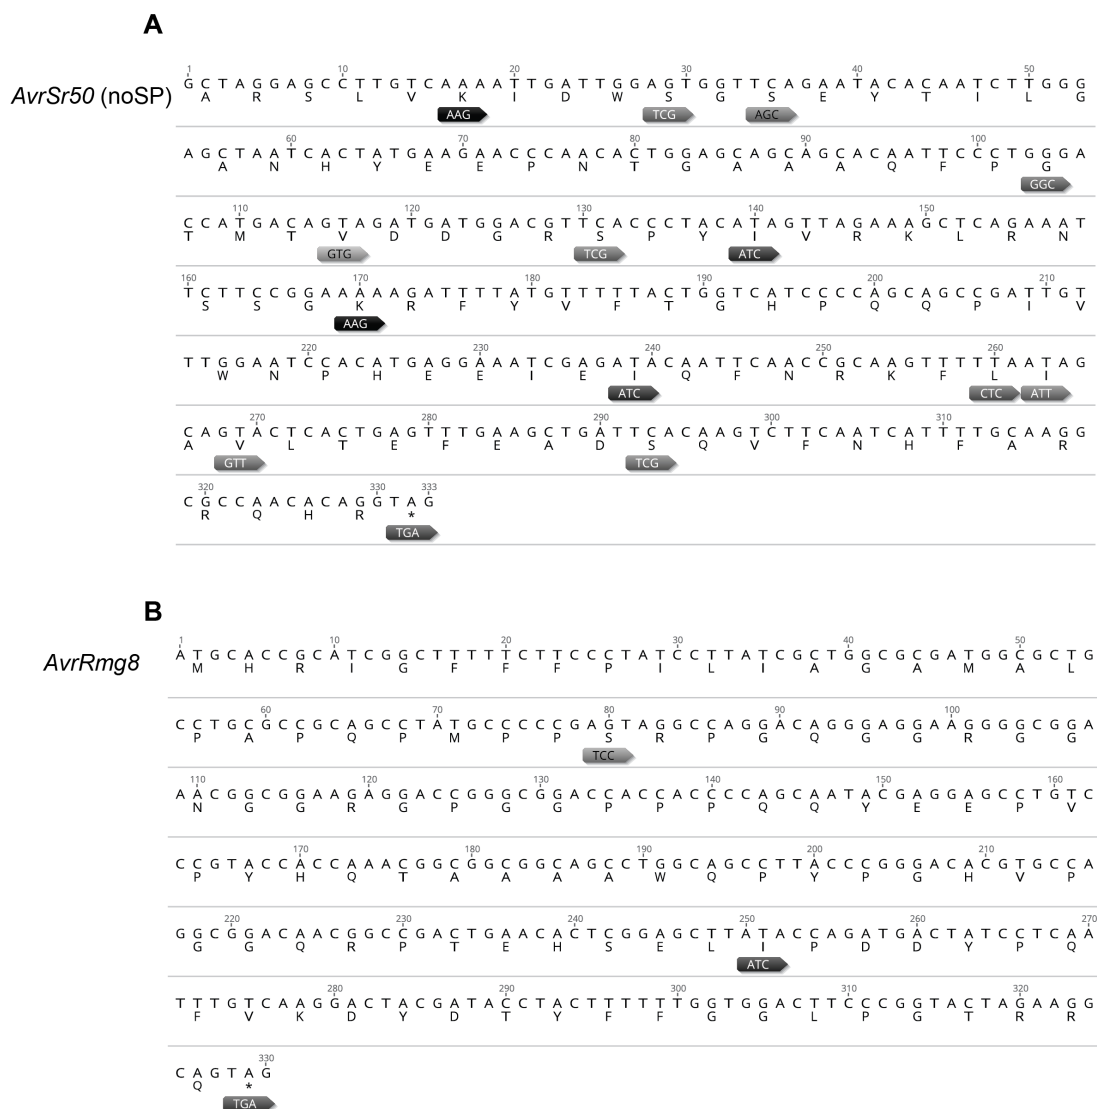 A
AvrSr50 (noSP)
1 10 20 30 40 50
G C T A G G A G C C T T G T C A A A A T T G A T T G G A G T G G T T C A G A A T A C A C A A T C T T G G G
A R S L V K I D W S G S E Y T I L G
AAG TCG AGC
60 70 80 90 100
A G C T A A T C A C T A T G A A G A A C C C A A C A C T G G A G C A G C A G C A C A A T T C C C T G G G A
A N H Y E E P N T G A A A Q F P G
GGC
110 120 130 140 150
C C A T G A C A G T A G A T G A T G G A C G T T C A C C C T A C A T A G T T A G A A A G C T C A G A A A T
T M T V D D G R S P Y I V R K L R N
GTG TCG ATC
160 170 180 190 200 210
T C T T C C G G A A A A A G A T T T T A T G T T T T T A C T G G T C A T C C C C A G C A G C C G A T T G T
S S G K R F Y V F T G H P Q Q P I V
AAG
220 230 240 250 260
T T G G A A T C C A C A T G A G G A A A T C G A G A T A C A A T T C A A C C G C A A G T T T T T A A T A G
W N P H E E I E I Q F N R K F L I
ATC CTC ATT
270 280 290 300 310
C A G T A C T C A C T G A G T T T G A A G C T G A T T C A C A A G T C T T C A A T C A T T T T G C A A G G
A V L T E F E A D S Q V F N H F A R
GTT TCG
320 330 333
C G C C A A C A C A G G T A G
R Q H R *
TGA
B
AvrRmg8
1 10 20 30 40 50
A T G C A C C G C A T C G G C T T T T T C T T C C C T A T C C T T A T C G C T G G C G C G A T G G C G C T G
M H R I G F F F P I L I A G A M A L
60 70 80 90 100
C C T G C G C C G C A G C C T A T G C C C C C G A G T A G G C C A G G A C A G G G A G G A A G G G G C G G A
P A P Q P M P P S R P G Q G G R G G
TCC
110 120 130 140 150 160
A A C G G C G G A A G A G G A C C G G G C G G A C C A C C A C C C C A G C A A T A C G A G G A G C C T G T C
N G G R G P G G P P P Q Q Y E E P V
170 180 190 200 210
C C G T A C C A C C A A A C G G C G G C G G C A G C C T G G C A G C C T T A C C C G G G A C A C G T G C C A
P Y H Q T A A A A W Q P Y P G H V P
220 230 240 250 260 270
G G C G G A C A A C G G C C G A C T G A A C A C T C G G A G C T T A T A C C A G A T G A C T A T C C T C A A
G G Q R P T E H S E L I P D D Y P Q
ATC
280 290 300 310 320
T T T G T C A A G G A C T A C G A T A C C T A C T T T T T T G G T G G A C T T C C C G G T A C T A G A A G G
F V K D Y D T Y F F G G L P G T R R
330
C A G T A G
Q *
TGA